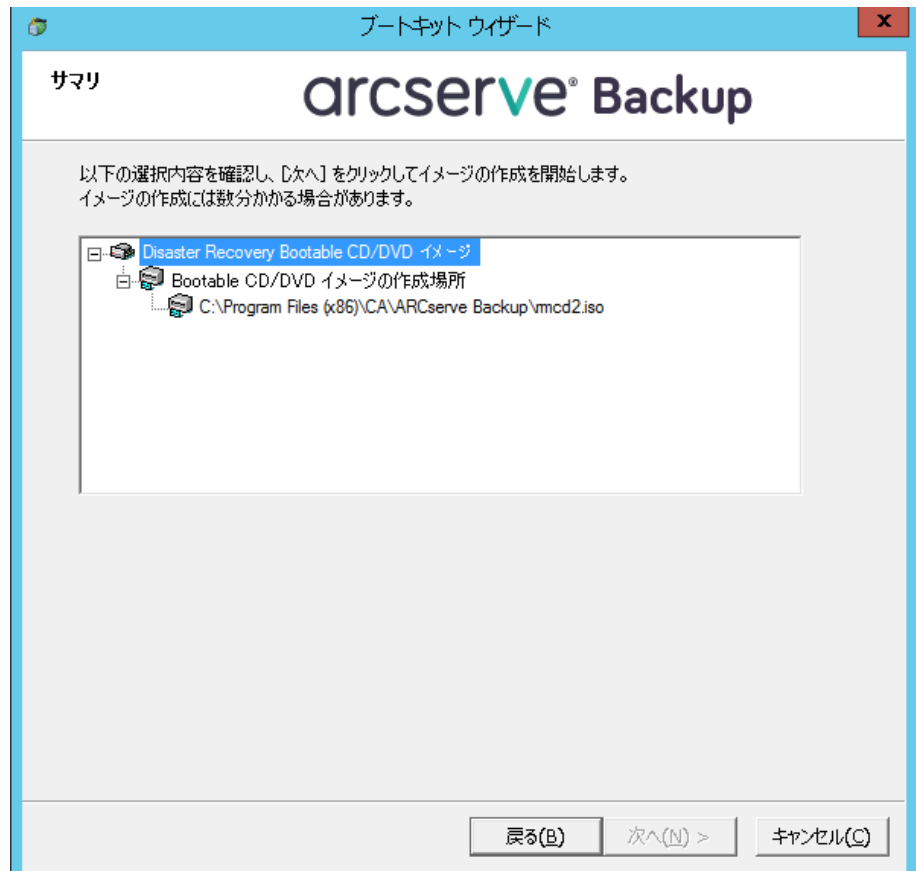 ブートキット ウィザード
x
サマリ
arcserve® Backup
以下の選択内容を確認し、[次へ] をクリックしてイメージの作成を開始します。
イメージの作成には数分かかる場合があります。
Disaster Recovery Bootable CD/DVD イメージ
Bootable CD/DVD イメージの作成場所
C:\Program Files (x86)\CA\ARCserve Backup\rmcd2.iso
戻る(B)
次へ(N) >
キャンセル(C)